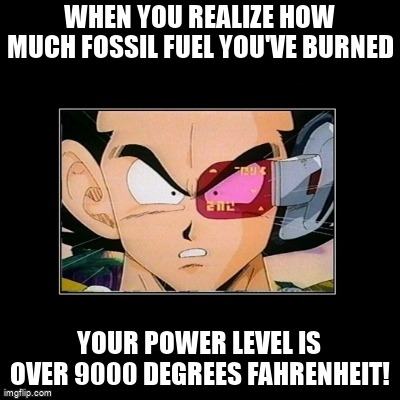 WHEN YOU REALIZE HOW
MUCH FOSSIL FUEL YOU'VE BURNED
YOUR POWER LEVEL IS
OVER 9000 DEGREES FAHRENHEIT!
imgflip.com